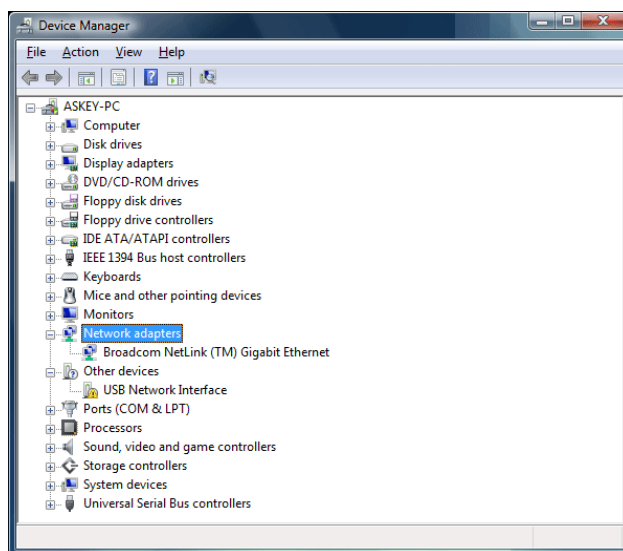 Device Manager
File Action View Help
ASKEY-PC
Computer
Disk drives
Display adapters
DVD/CD-ROM drives
Floppy disk drives
Floppy drive controllers
IDE ATA/ATAPI controllers
IEEE 1394 Bus host controllers
Keyboards
Mice and other pointing devices
Monitors
Network adapters
Broadcom NetLink (TM) Gigabit Ethernet
Other devices
USB Network Interface
Ports (COM & LPT)
Processors
Sound, video and game controllers
Storage controllers
System devices
Universal Serial Bus controllers